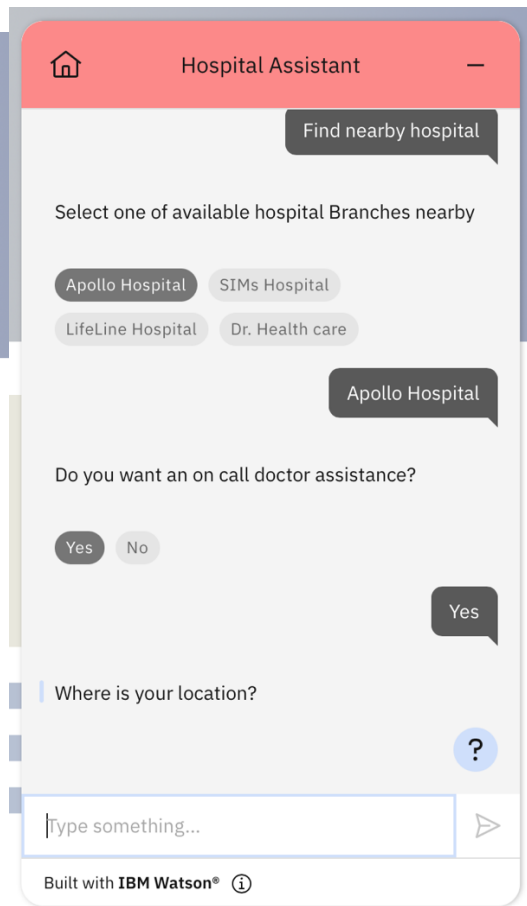 Hospital Assistant
Find nearby hospital
Select one of available hospital Branches nearby
Apollo Hospital
SIMs Hospital
LifeLine Hospital
Dr. Health care
Apollo Hospital
Do you want an on call doctor assistance?
Yes
No
Yes
Where is your location?
?
Type something...
Built with IBM Watson®